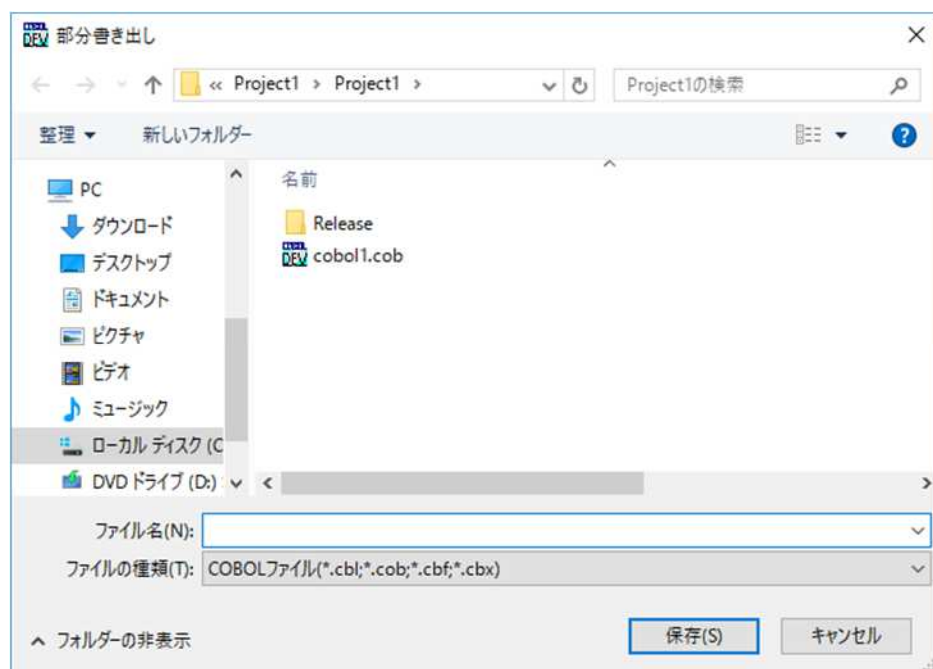 部分書き出し
« Project1 › Project1 ›
Project1の検索
整理
新しいフォルダー
PC
ダウンロード
デスクトップ
ドキュメント
ピクチャ
ビデオ
ミュージック
ローカル ディスク (C
DVD ドライブ (D:)
名前
Release
cobol1.cob
ファイル名(N):
ファイルの種類(T): COBOLファイル(*.cbl;*.cob;*.cbf;*.cbx)
フォルダーの非表示
保存(S)
キャンセル